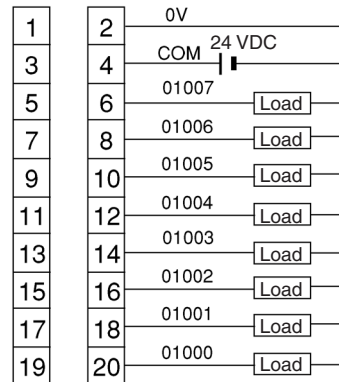 1 2 0V
3 4 COM 24 VDC
5 6 01007 Load
7 8 01006 Load
9 10 01005 Load
11 12 01004 Load
13 14 01003 Load
15 16 01002 Load
17 18 01001 Load
19 20 01000 Load